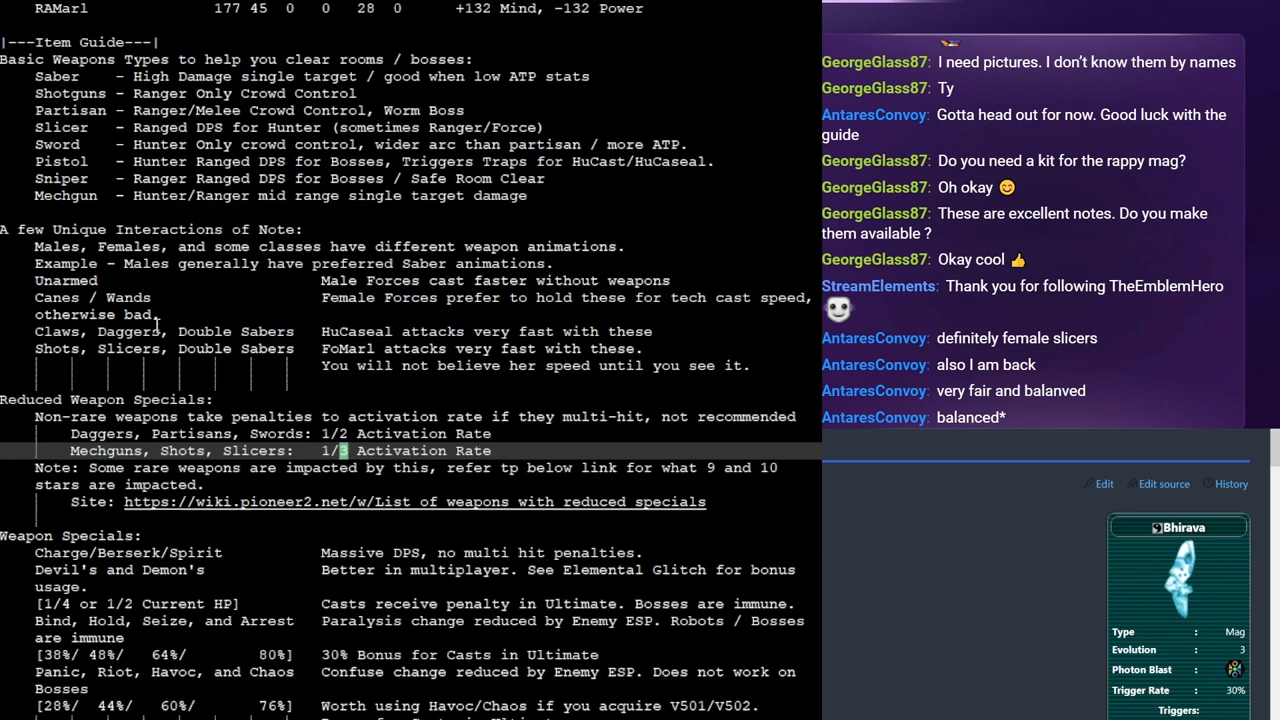 RAMarl 177 45 0 0 28 0 +132 Mind, -132 Power
|---Item Guide---|
Basic Weapons Types to help you clear rooms / bosses:
Saber - High Damage single target / good when low ATP stats
Shotguns - Ranger Only Crowd Control
Partisan - Ranger/Melee Crowd Control, Worm Boss
Slicer - Ranged DPS for Hunter (sometimes Ranger/Force)
Sword - Hunter Only crowd control, wider arc than partisan / more ATP.
Pistol - Hunter Ranged DPS for Bosses, Triggers Traps for HuCast/HuCaseal.
Sniper - Ranger Ranged DPS for Bosses / Safe Room Clear
Mechgun - Hunter/Ranger mid range single target damage
A few Unique Interactions of Note:
Males, Females, and some classes have different weapon animations.
Example - Males generally have preferred Saber animations.
Unarmed Male Forces cast faster without weapons
Canes / Wands Female Forces prefer to hold these for tech cast speed,
otherwise bad.
Claws, Daggers, Double Sabers HuCaseal attacks very fast with these
Shots, Slicers, Double Sabers FoMarl attacks very fast with these.
You will not believe her speed until you see it.
Reduced Weapon Specials:
Non-rare weapons take penalties to activation rate if they multi-hit, not recommended
Daggers, Partisans, Swords: 1/2 Activation Rate
Mechguns, Shots, Slicers: 1/3 Activation Rate
Note: Some rare weapons are impacted by this, refer tp below link for what 9 and 10
stars are impacted.
Site: https://wiki.pioneer2.net/w/List of weapons with reduced specials
Weapon Specials:
Charge/Berserk/Spirit Massive DPS, no multi hit penalties.
Devil's and Demon's Better in multiplayer. See Elemental Glitch for bonus
usage.
[1/4 or 1/2 Current HP] Casts receive penalty in Ultimate. Bosses are immune.
Bind, Hold, Seize, and Arrest Paralysis change reduced by Enemy ESP. Robots / Bosses
are immune
[38%/ 48%/ 64%/ 80%] 30% Bonus for Casts in Ultimate
Panic, Riot, Havoc, and Chaos Confuse change reduced by Enemy ESP. Does not work on
Bosses
[28%/ 44%/ 60%/ 76%] Worth using Havoc/Chaos if you acquire V501/V502.
GeorgeGlass87: I need pictures. I don't know them by names
GeorgeGlass87: Ty
AntaresConvoy: Gotta head out for now. Good luck with the
guide
GeorgeGlass87: Do you need a kit for the rappy mag?
GeorgeGlass87: Oh okay 😊
GeorgeGlass87: These are excellent notes. Do you make
them available ?
GeorgeGlass87: Okay cool 👍
StreamElements: Thank you for following TheEmblemHero
AntaresConvoy: definitely female slicers
AntaresConvoy: also I am back
AntaresConvoy: very fair and balanved
AntaresConvoy: balanced*
Edit Edit source History
Bhirava
Type : Mag
Evolution : 3
Photon Blast :
Trigger Rate : 30%
Triggers: